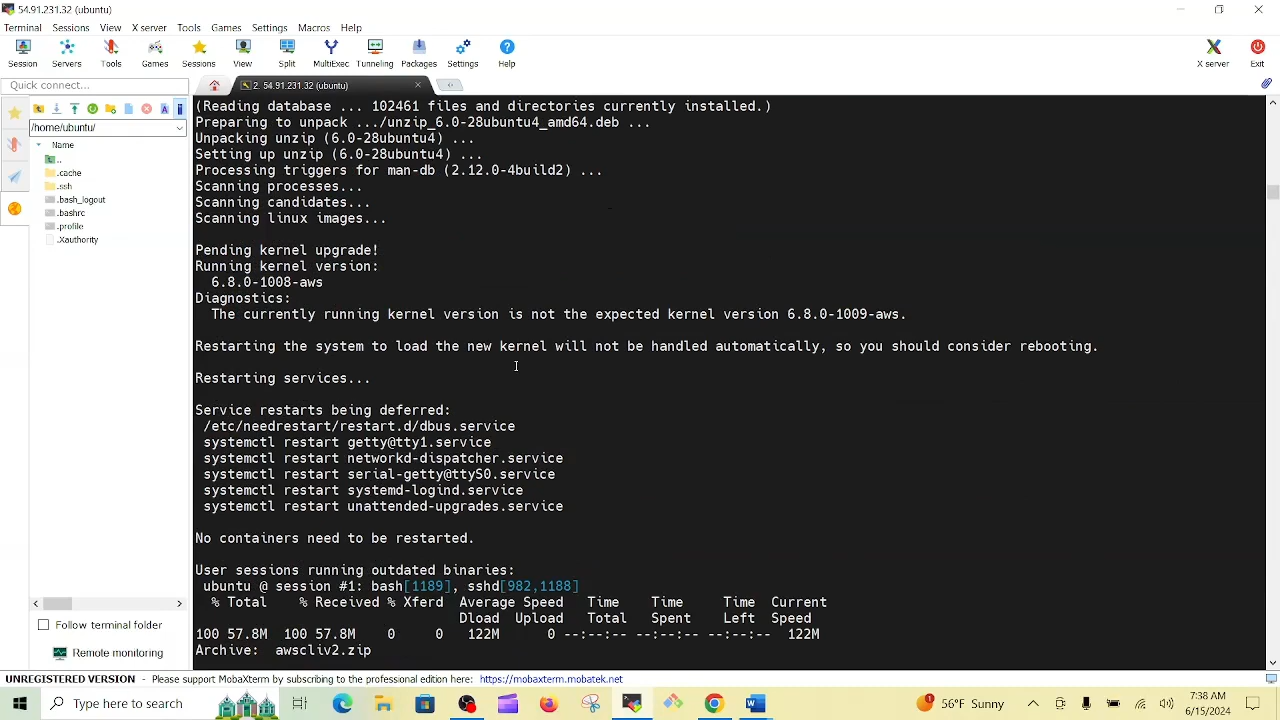 54.91.231.32 (ubuntu)
Terminal Sessions View X server Tools Games Settings Macros Help
Session Servers Tools Games Sessions View Split MultiExec Tunneling Packages Settings Help X server Exit
Quick connect...
2. 54.91.231.32 (ubuntu)
/home/ubuntu/
Name
..
.cache
.ssh
.bash_logout
.bashrc
.profile
.Xauthority
Follow terminal folder
Remote monitoring
(Reading database ... 102461 files and directories currently installed.)
Preparing to unpack .../unzip_6.0-28ubuntu4_amd64.deb ...
Unpacking unzip (6.0-28ubuntu4) ...
Setting up unzip (6.0-28ubuntu4) ...
Processing triggers for man-db (2.12.0-4build2) ...
Scanning processes...
Scanning candidates...
Scanning linux images...
Pending kernel upgrade!
Running kernel version:
6.8.0-1008-aws
Diagnostics:
The currently running kernel version is not the expected kernel version 6.8.0-1009-aws.
Restarting the system to load the new kernel will not be handled automatically, so you should consider rebooting.
Restarting services...
Service restarts being deferred:
/etc/needrestart/restart.d/dbus.service
systemctl restart getty@tty1.service
systemctl restart networkd-dispatcher.service
systemctl restart serial-getty@ttyS0.service
systemctl restart systemd-logind.service
systemctl restart unattended-upgrades.service
No containers need to be restarted.
User sessions running outdated binaries:
ubuntu @ session #1: bash[1189], sshd[982,1188]
% Total % Received % Xferd Average Speed Time Time Time Current
Dload Upload Total Spent Left Speed
100 57.8M 100 57.8M 0 0 122M 0 --:--:-- --:--:-- --:--:-- 122M
Archive: awscliv2.zip
UNREGISTERED VERSION - Please support MobaXterm by subscribing to the professional edition here: https://mobaxterm.mobatek.net
Type here to search
1
56°F Sunny
7:38 AM
6/15/2024